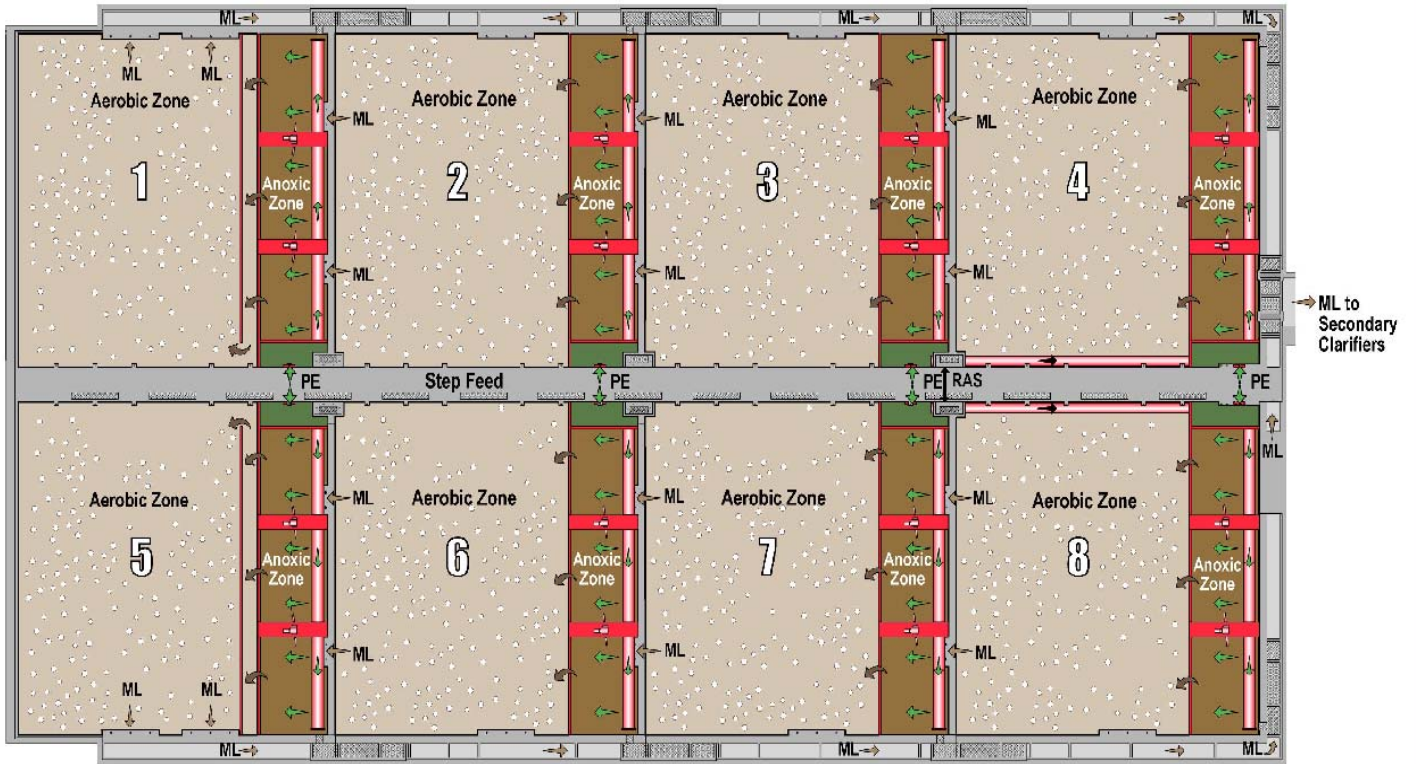 ML
ML
ML
ML
ML
Aerobic Zone
Aerobic Zone
Aerobic Zone
Aerobic Zone
ML
ML
ML
1
Anoxic
Zone
2
Anoxic
Zone
3
Anoxic
Zone
4
Anoxic
Zone
ML
ML
ML
ML to
Secondary
Clarifiers
PE
Step Feed
PE
PE
RAS
PE
ML
Aerobic Zone
Aerobic Zone
Aerobic Zone
Aerobic Zone
ML
ML
ML
5
Anoxic
Zone
6
Anoxic
Zone
7
Anoxic
Zone
8
Anoxic
Zone
ML
ML
ML
ML
ML
ML
ML
ML